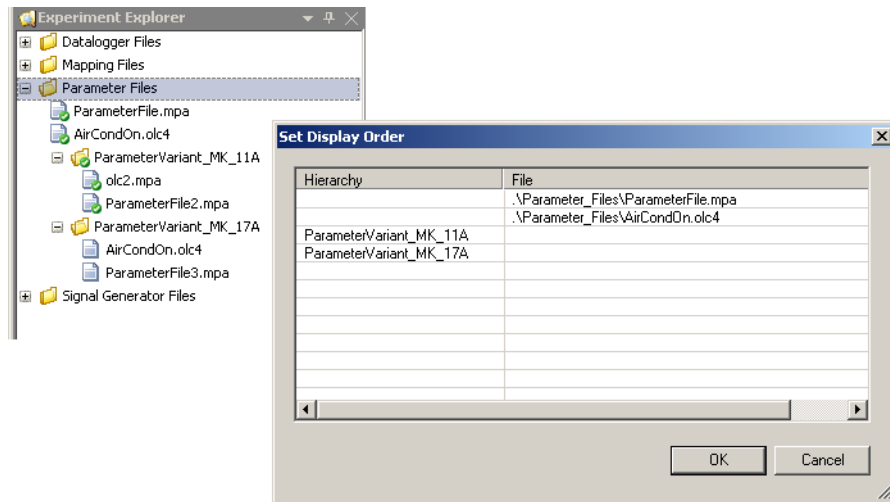 Experiment Explorer
Datalogger Files
Mapping Files
Parameter Files
ParameterFile.mpa
AirCondOn.olc4
ParameterVariant_MK_11A
olc2.mpa
ParameterFile2.mpa
ParameterVariant_MK_17A
AirCondOn.olc4
ParameterFile3.mpa
Signal Generator Files
Set Display Order
Hierarchy File
.\Parameter_Files\ParameterFile.mpa
.\Parameter_Files\AirCondOn.olc4
ParameterVariant_MK_11A
ParameterVariant_MK_17A
OK Cancel